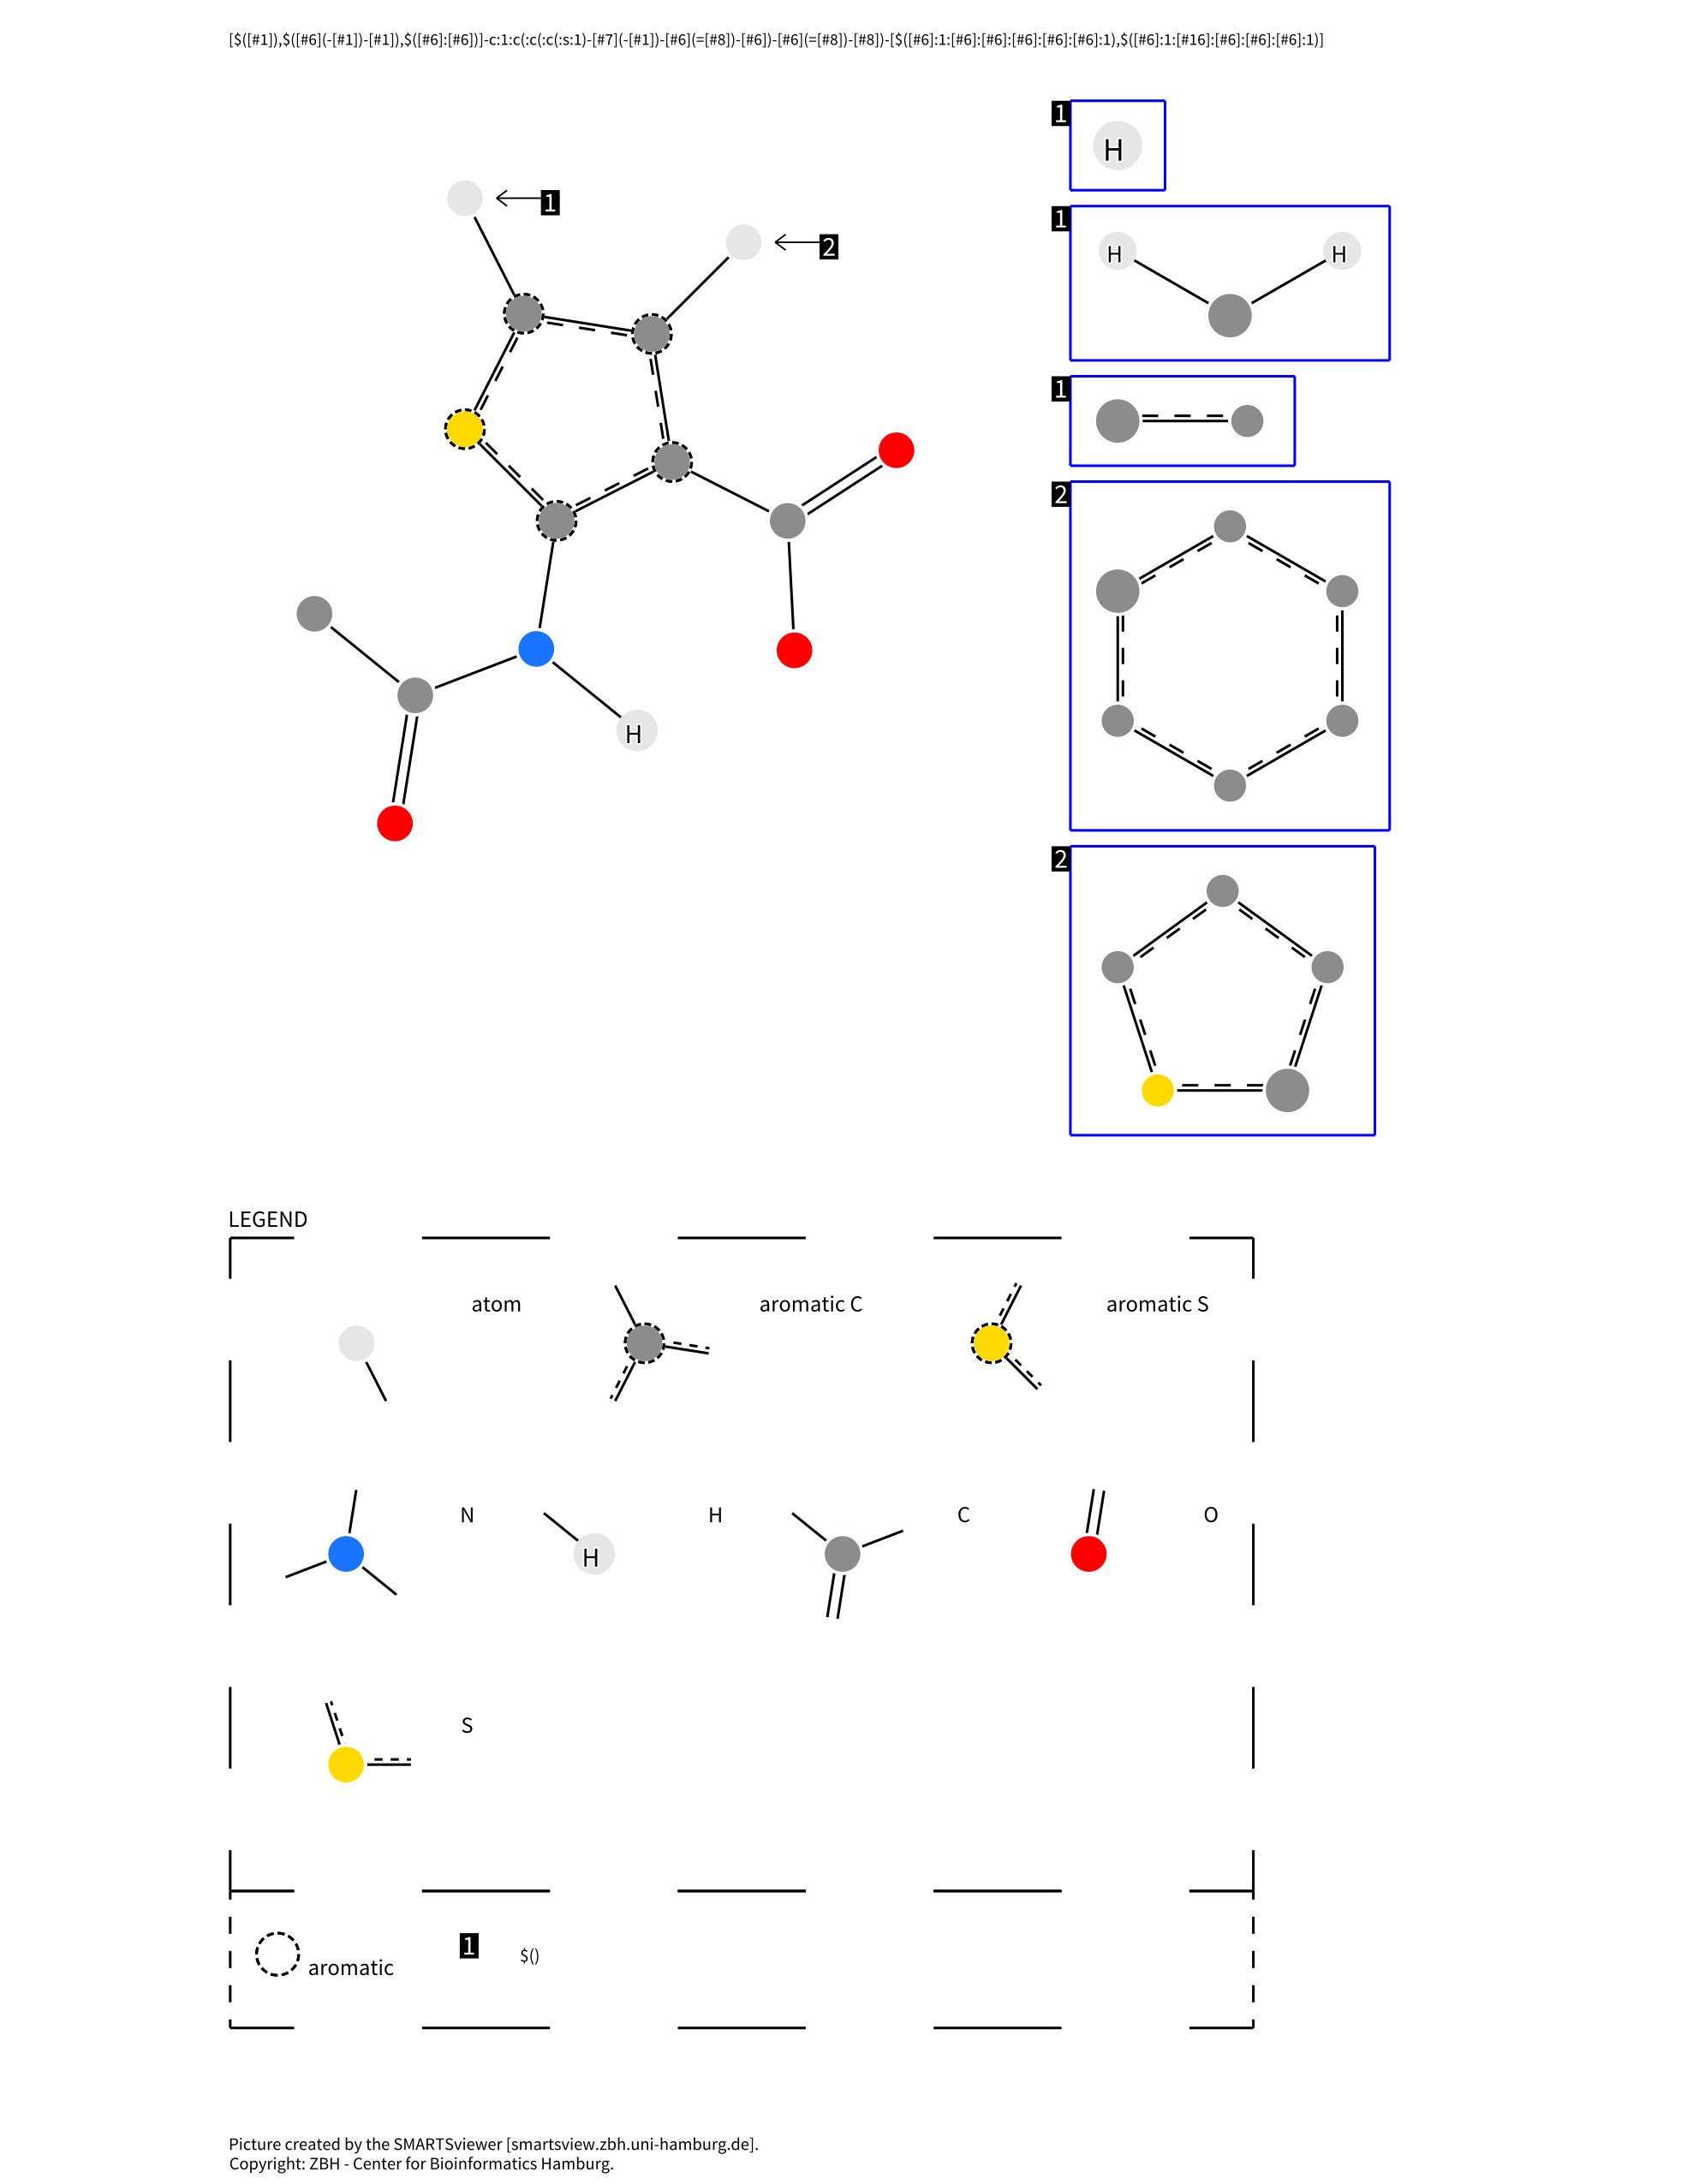 [$([#1]),$([#6](-[#1])-[#1]),$([#6]:[#6])]-c:1:c(:c(:c(:s:1)-[#7](-[#1])-[#6](=[#8])-[#6])-[#6](=[#8])-[#8])-[$([#6]:1:[#6]:[#6]:[#6]:[#6]:[#6]:1),$([#6]:1:[#16]:[#6]:[#6]:[#6]:1)]
1
H
1
2
1
H H
1
2
H
2
LEGEND
atom aromatic C aromatic S
N H H C O
S
aromatic 1 $()
Picture created by the SMARTSviewer [smartsview.zbh.uni-hamburg.de].
Copyright: ZBH - Center for Bioinformatics Hamburg.